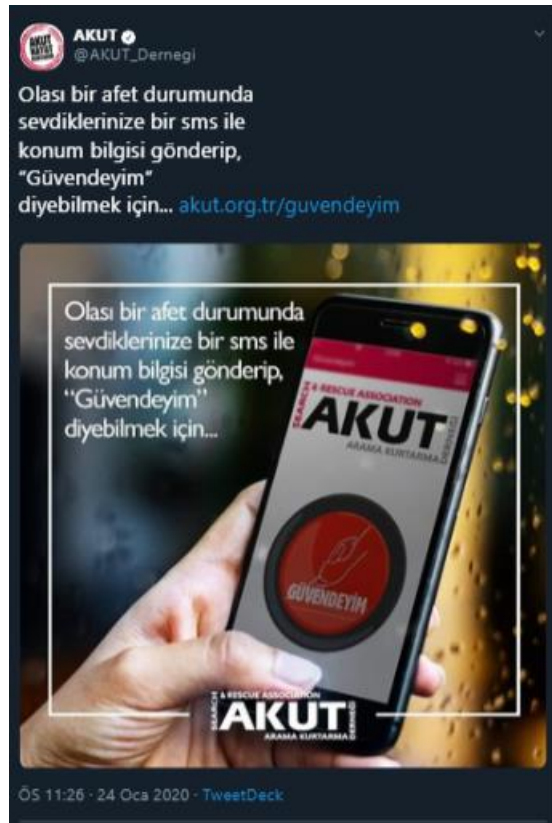 AKUT
@AKUT_Dernegi
Olası bir afet durumunda
sevdiklerinize bir sms ile
konum bilgisi gönderip,
“Güvendeyim”
diyebilmek için... akut.org.tr/guvendeyim
Olası bir afet durumunda
sevdiklerinize bir sms ile
konum bilgisi gönderip,
“Güvendeyim”
diyebilmek için...
SEARCH
& RESCUE ASSOCIATION
AKUT
ARAMA KURTARMA
DERNEĞİ
GÜVENDEYİM
SEARCH
& RESCUE ASSOCIATION
AKUT
ARAMA KURTARMA
DERNEĞİ
ÖS 11:26 · 24 Oca 2020 · TweetDeck